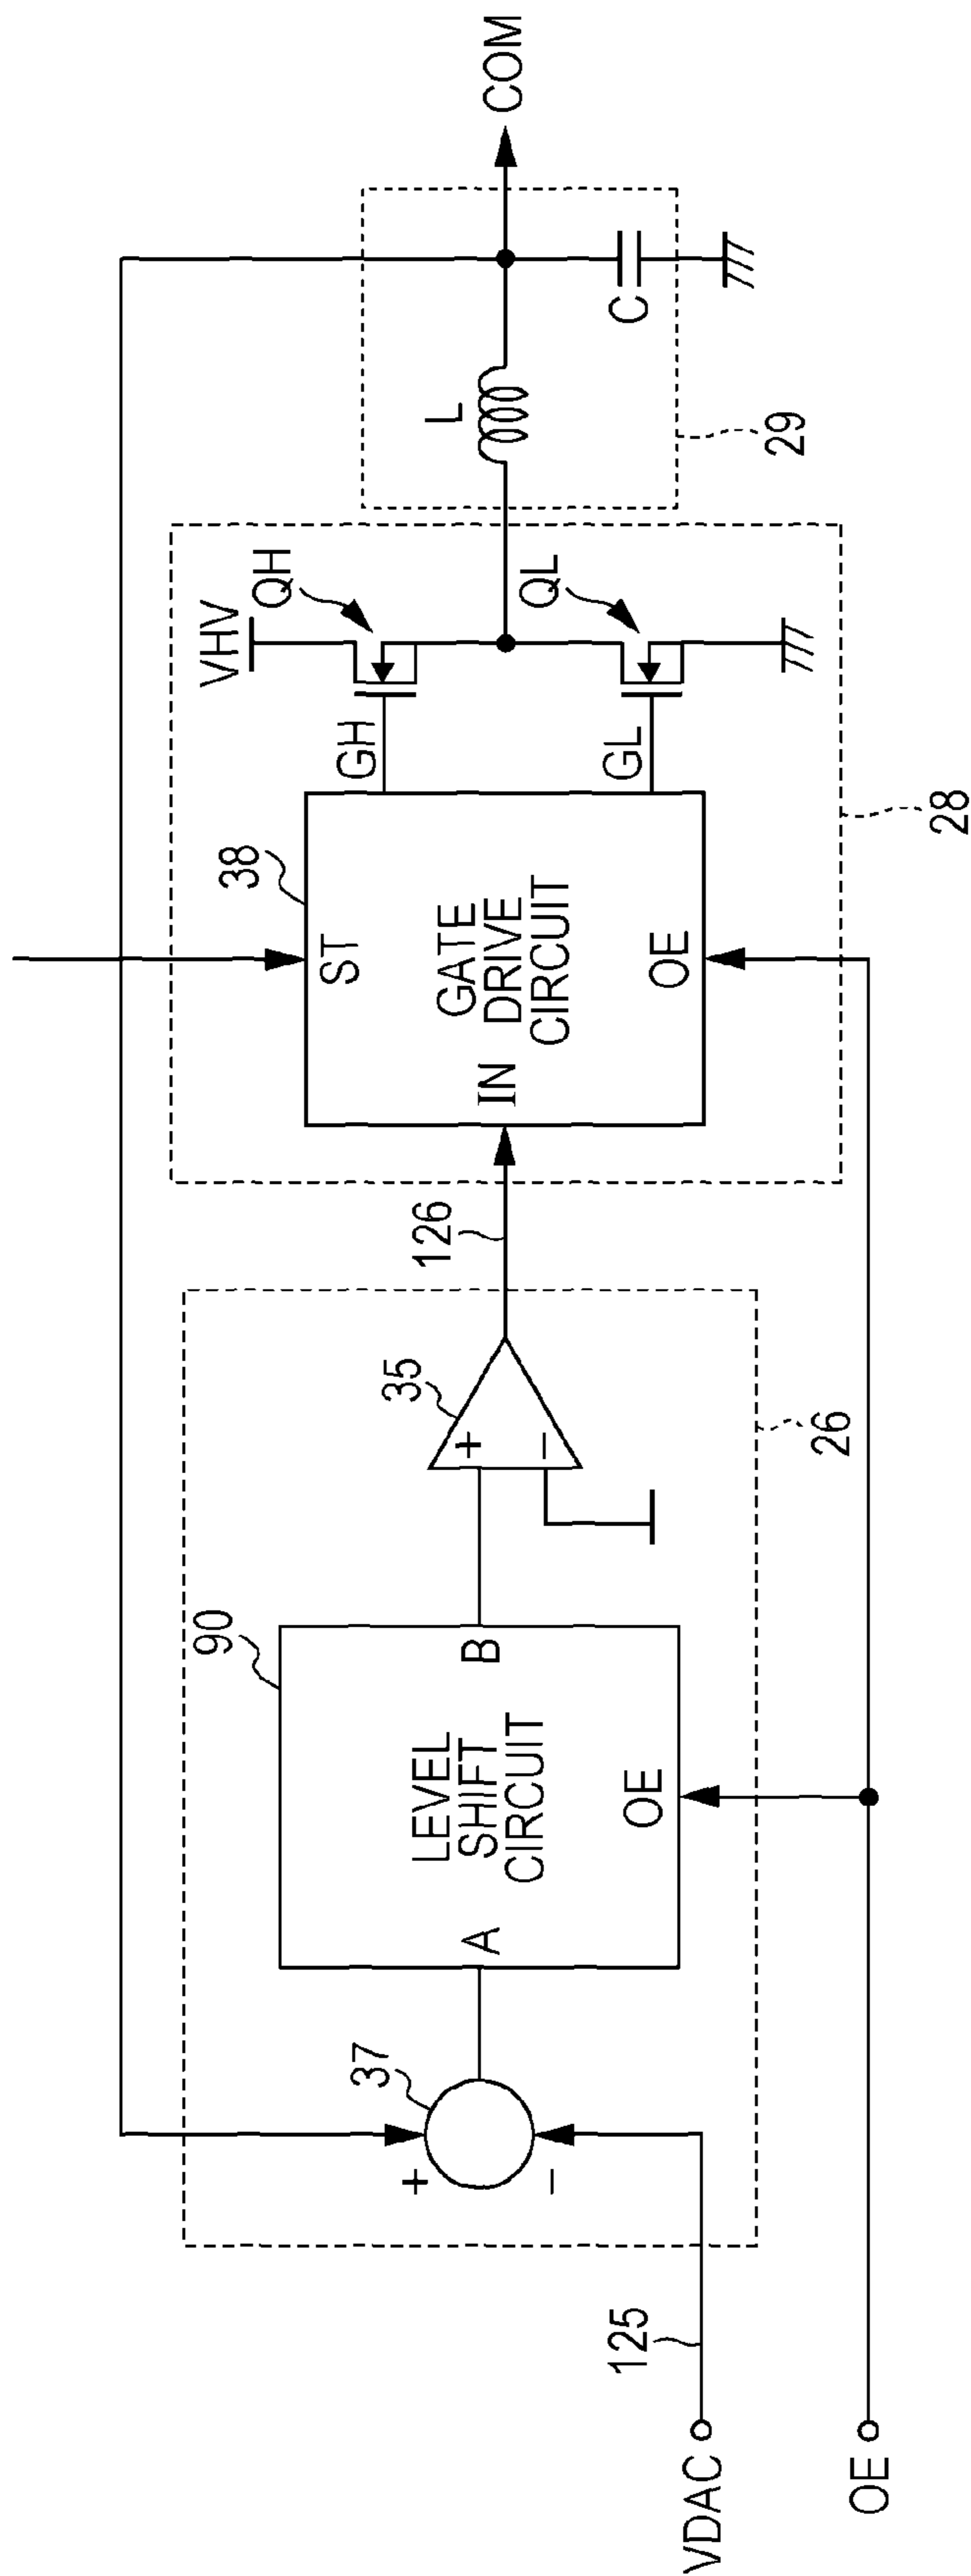 VHV
QH
GH
38
ST
GATE
DRIVE
CIRCUIT
IN
OE
GL
QL
28
L
C
COM
29
126
35
+
−
26
90
LEVEL
SHIFT
CIRCUIT
A
B
OE
37
+
−
125
VDAC
OE